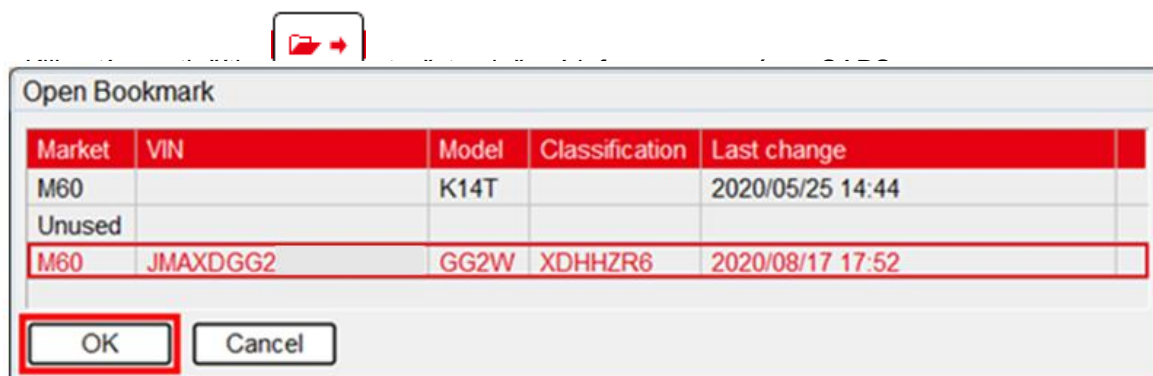 Open Bookmark
Market VIN Model Classification Last change
M60 K14T 2020/05/25 14:44
Unused
M60 JMAXDGG2 GG2W XDHHZR6 2020/08/17 17:52
OK Cancel